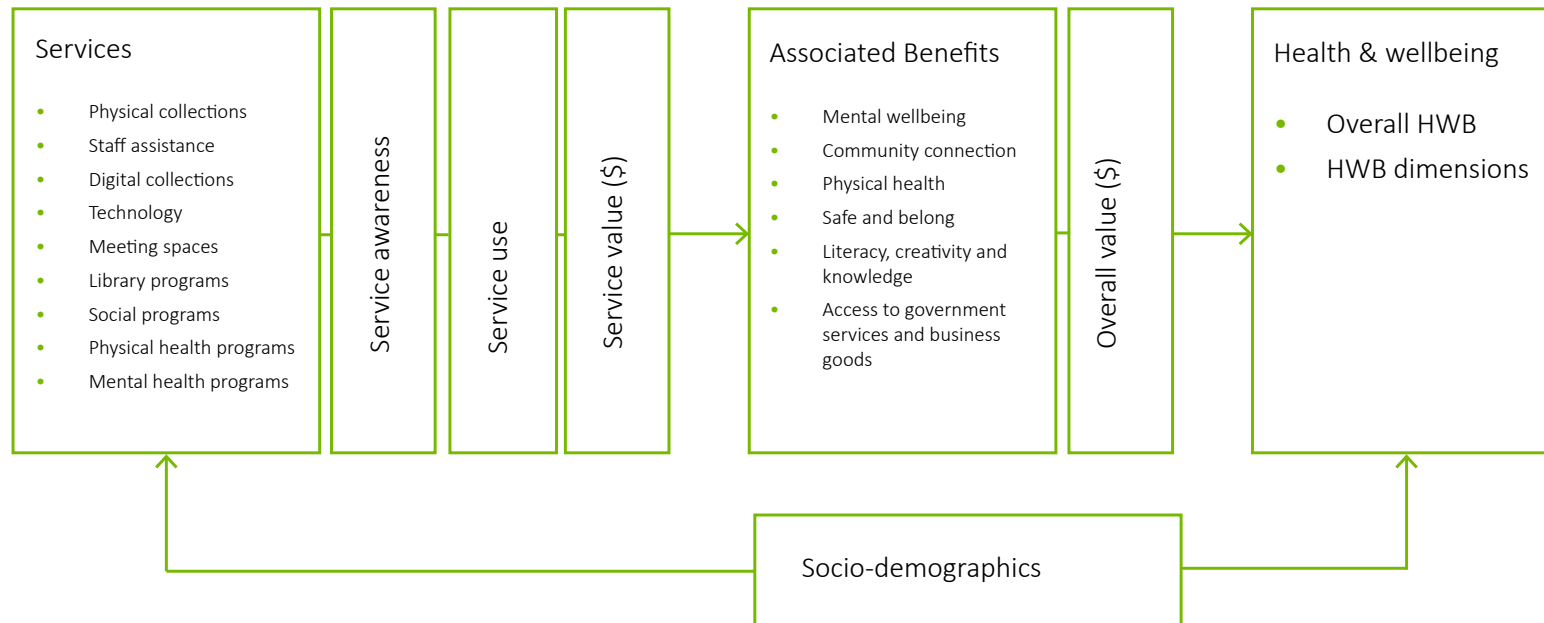 Services
• Physical collections
• Staff assistance
• Digital collections
• Technology
• Meeting spaces
• Library programs
• Social programs
• Physical health programs
• Mental health programs
Service awareness
Service use
Service value ($)
Associated Benefits
• Mental wellbeing
• Community connection
• Physical health
• Safe and belong
• Literacy, creativity and
knowledge
• Access to government
services and business
goods
Overall value ($)
Health & wellbeing
• Overall HWB
• HWB dimensions
Socio-demographics